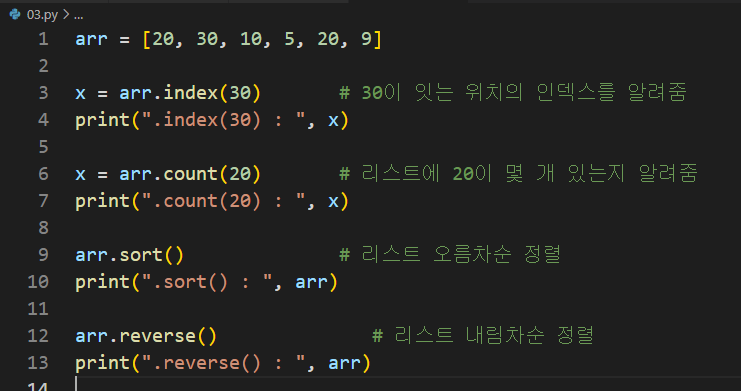 03.py > ...
1 arr = [20, 30, 10, 5, 20, 9]
2
3 x = arr.index(30) # 30이 잇는 위치의 인덱스를 알려줌
4 print(".index(30) : ", x)
5
6 x = arr.count(20) # 리스트에 20이 몇 개 있는지 알려줌
7 print(".count(20) : ", x)
8
9 arr.sort() # 리스트 오름차순 정렬
10 print(".sort() : ", arr)
11
12 arr.reverse() # 리스트 내림차순 정렬
13 print(".reverse() : ", arr)
14